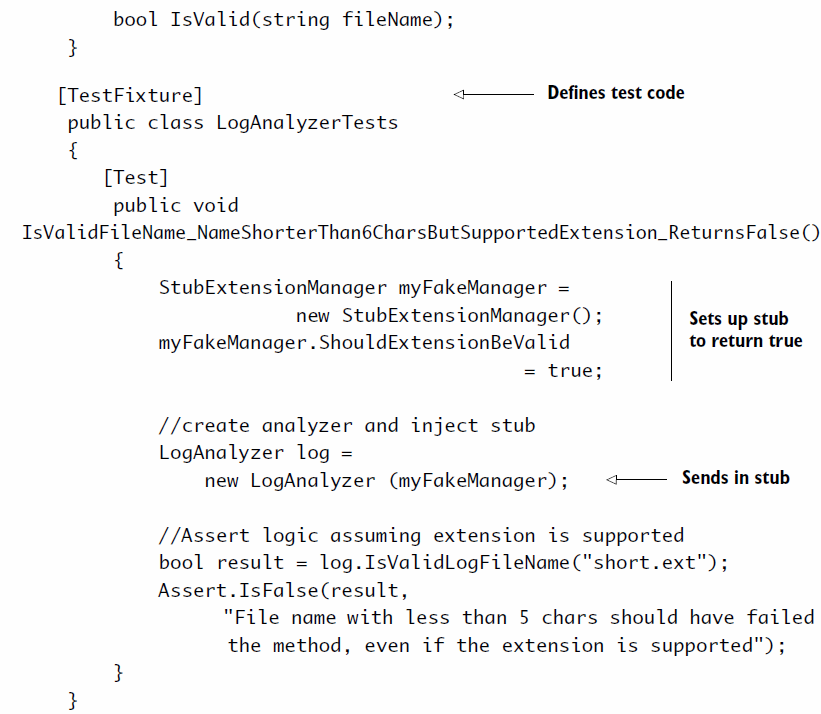 bool IsValid(string fileName);
}
[TestFixture]
Defines test code
public class LogAnalyzerTests
{
[Test]
public void
IsValidFileName_NameShorterThan6CharsButSupportedExtension_ReturnsFalse()
{
StubExtensionManager myFakeManager =
new StubExtensionManager();
myFakeManager.ShouldExtensionBeValid
= true;
Sets up stub
to return true
//create analyzer and inject stub
LogAnalyzer log =
new LogAnalyzer (myFakeManager);
Sends in stub
//Assert logic assuming extension is supported
bool result = log.IsValidLogFileName("short.ext");
Assert.IsFalse(result,
"File name with less than 5 chars should have failed
the method, even if the extension is supported");
}
}